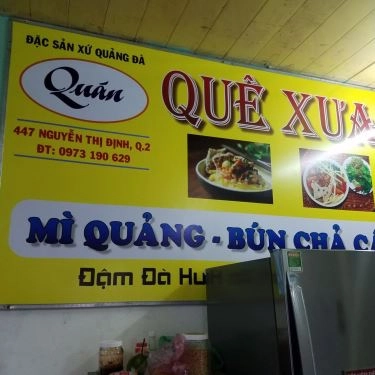 ĐẶC SẢN XỨ QUẢNG ĐÀ
Quán
447 NGUYỄN THỊ ĐỊNH, Q.2
ĐT: 0973 190 629
QUÊ XƯA
MÌ QUẢNG - BÚN CHẢ
Đậm Đà